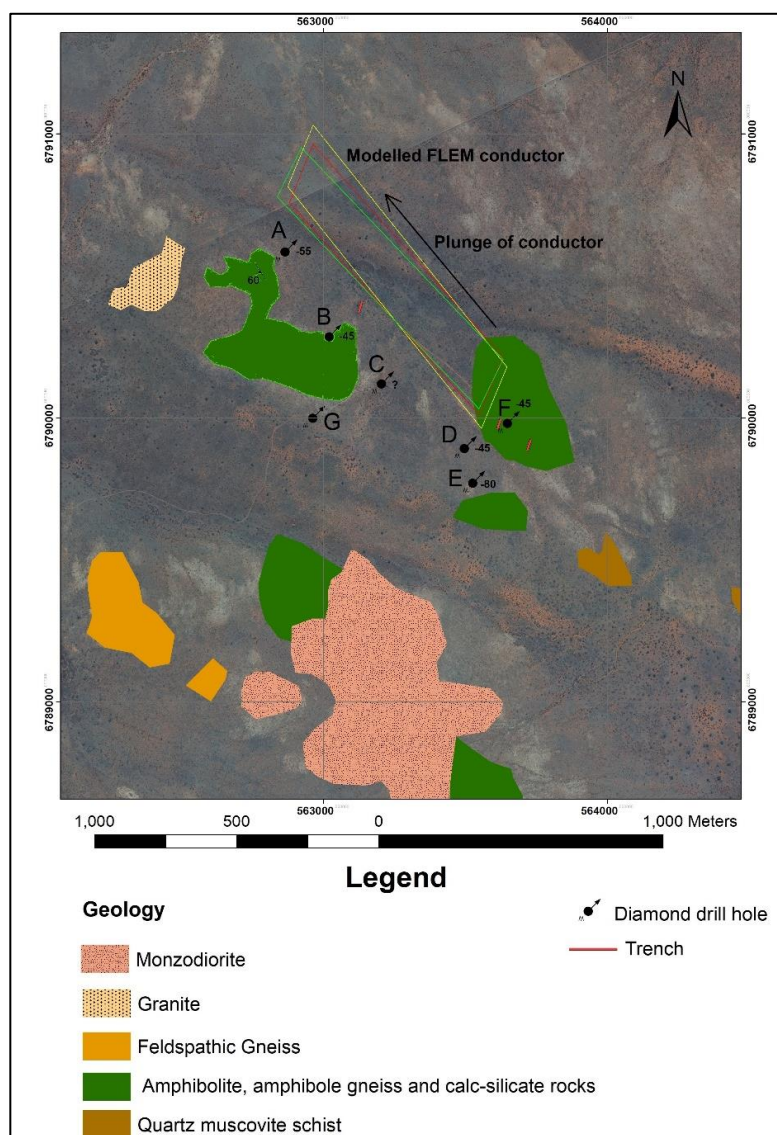 563000
564000
N
6791000
6791000
Modelled FLEM conductor
Plunge of conductor
A
-55
60
B
-45
C
?
6790000
6790000
G
F
-45
D
-45
E
-80
6789000
6789000
563000
564000
1,000
500
0
1,000 Meters
Legend
Geology
Diamond drill hole
Monzodiorite
Trench
Granite
Feldspathic Gneiss
Amphibolite, amphibole gneiss and calc-silicate rocks
Quartz muscovite schist